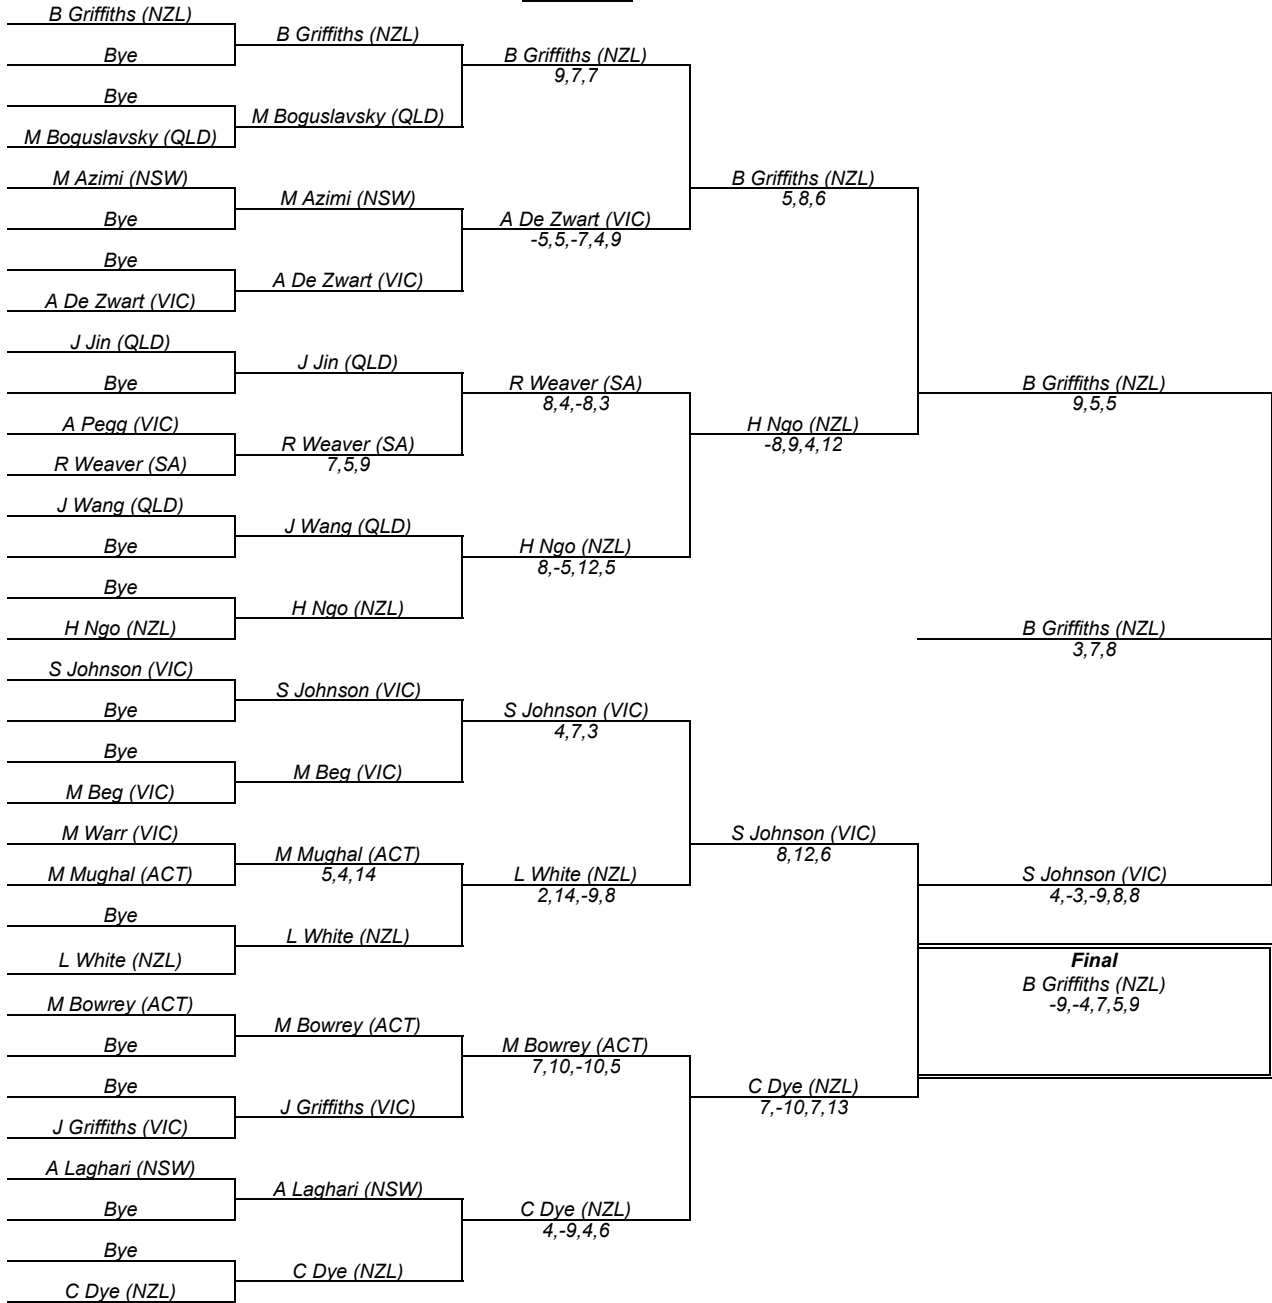 B Griffiths (NZL)
Bye
Bye
M Boguslavsky (QLD)
M Azimi (NSW)
Bye
Bye
A De Zwart (VIC)
J Jin (QLD)
Bye
A Pegg (VIC)
R Weaver (SA)
J Wang (QLD)
Bye
Bye
H Ngo (NZL)
S Johnson (VIC)
Bye
Bye
M Beg (VIC)
M Warr (VIC)
M Mughal (ACT)
Bye
L White (NZL)
M Bowrey (ACT)
Bye
Bye
J Griffiths (VIC)
A Laghari (NSW)
Bye
Bye
C Dye (NZL)
B Griffiths (NZL)
M Boguslavsky (QLD)
M Azimi (NSW)
A De Zwart (VIC)
J Jin (QLD)
R Weaver (SA)
7,5,9
J Wang (QLD)
H Ngo (NZL)
S Johnson (VIC)
M Beg (VIC)
M Mughal (ACT)
5,4,14
L White (NZL)
M Bowrey (ACT)
J Griffiths (VIC)
A Laghari (NSW)
C Dye (NZL)
B Griffiths (NZL)
9,7,7
A De Zwart (VIC)
-5,5,-7,4,9
R Weaver (SA)
8,4,-8,3
H Ngo (NZL)
8,-5,12,5
S Johnson (VIC)
4,7,3
L White (NZL)
2,14,-9,8
M Bowrey (ACT)
7,10,-10,5
C Dye (NZL)
4,-9,4,6
B Griffiths (NZL)
5,8,6
H Ngo (NZL)
-8,9,4,12
S Johnson (VIC)
8,12,6
C Dye (NZL)
7,-10,7,13
B Griffiths (NZL)
9,5,5
B Griffiths (NZL)
3,7,8
S Johnson (VIC)
4,-3,-9,8,8
Final
B Griffiths (NZL)
-9,-4,7,5,9